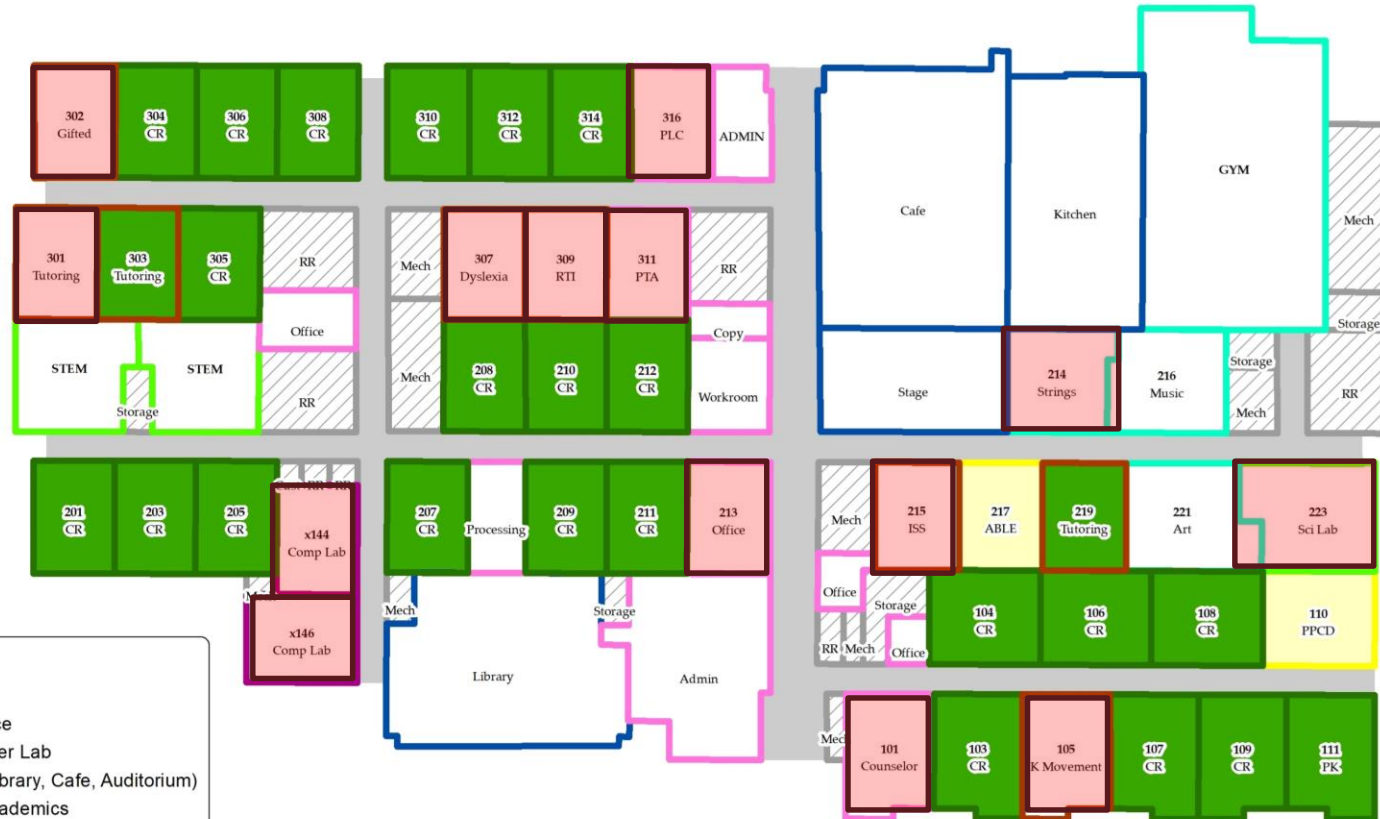 302
Gifted
304
CR
306
CR
308
CR
310
CR
312
CR
314
CR
316
PLC
ADMIN
Cafe
Kitchen
GYM
Mech
301
Tutoring
303
Tutoring
305
CR
RR
Mech
307
Dyslexia
309
RTI
311
PTA
RR
Office
Copy
Storage
STEM
STEM
Storage
RR
Mech
208
CR
210
CR
212
CR
Workroom
Stage
214
Strings
216
Music
Storage
Mech
RR
201
CR
203
CR
205
CR
RR
RR
x144
Comp Lab
x146
Comp Lab
207
CR
Processing
209
CR
211
CR
213
Office
Mech
215
ISS
217
ABLE
219
Tutoring
221
Art
223
Sci Lab
Mech
Library
Storage
Admin
Office
Storage
RR
Mech
Office
104
CR
106
CR
108
CR
110
PPCD
Mech
101
Counselor
103
CR
105
K Movement
107
CR
109
CR
111
PK
ce
er Lab
brary, Cafe, Auditorium)
ademics